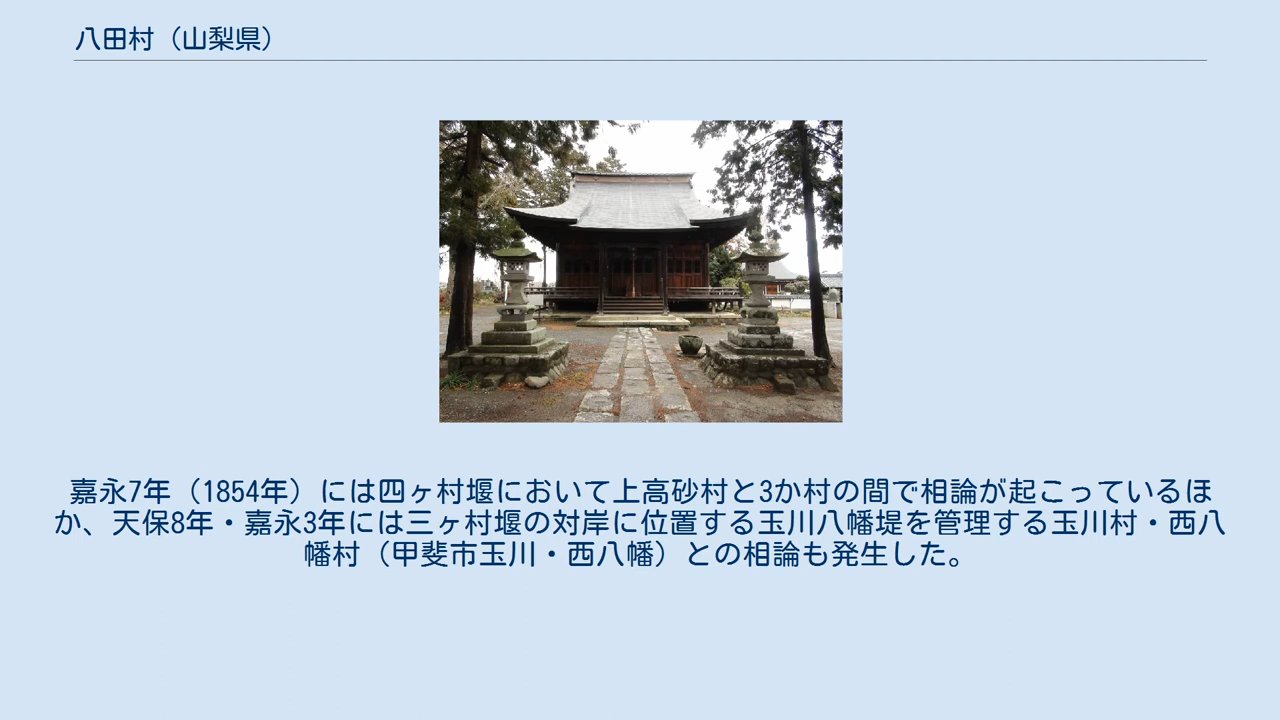 八田村（山梨県）
嘉永7年（1854年）には四ヶ村堰において上高砂村と3か村の間で相論が起こっているほ
か、天保8年・嘉永3年には三ヶ村堰の対岸に位置する玉川八幡堤を管理する玉川村・西八
幡村（甲斐市玉川・西八幡）との相論も発生した。